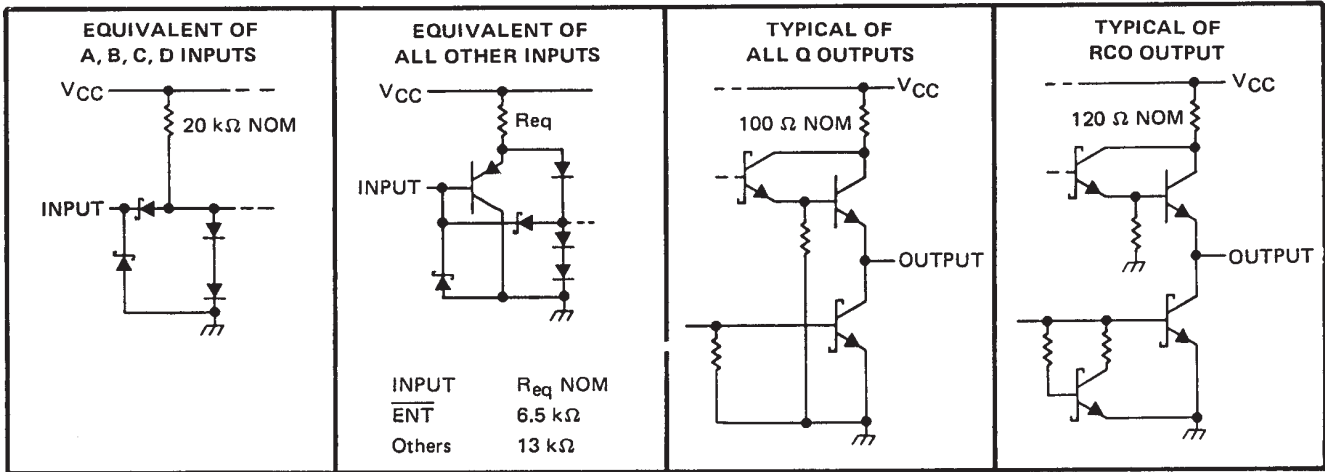 EQUIVALENT OF
A, B, C, D INPUTS
VCC
20 kΩ NOM
INPUT
EQUIVALENT OF
ALL OTHER INPUTS
VCC
Req
INPUT
INPUT Req NOM
E̅N̅T̅ 6.5 kΩ
Others 13 kΩ
TYPICAL OF
ALL Q OUTPUTS
VCC
100 Ω NOM
OUTPUT
TYPICAL OF
RCO OUTPUT
VCC
120 Ω NOM
OUTPUT